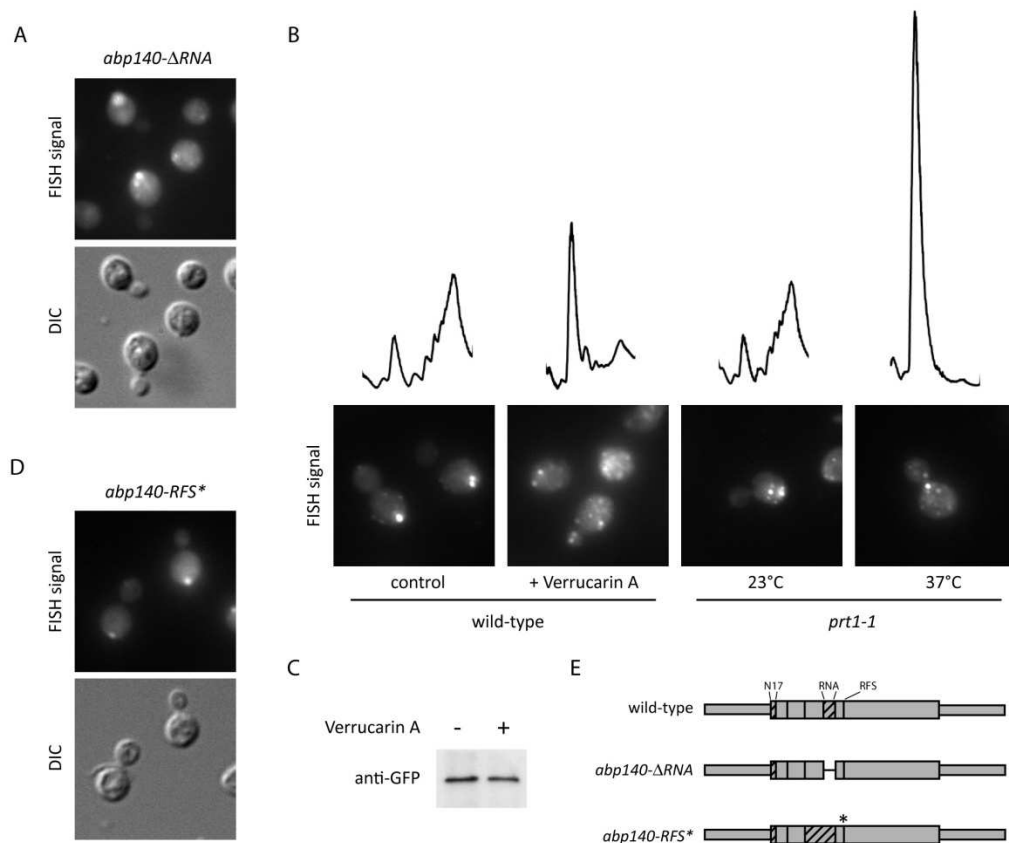 A
abp140-ΔRNA
FISH signal
DIC
B
FISH signal
control
+ Verrucarin A
23°C
37°C
wild-type
prt1-1
C
Verrucarin A
-
+
anti-GFP
D
abp140-RFS*
FISH signal
DIC
E
N17
RNA
RFS
wild-type
abp140-ΔRNA
*
abp140-RFS*